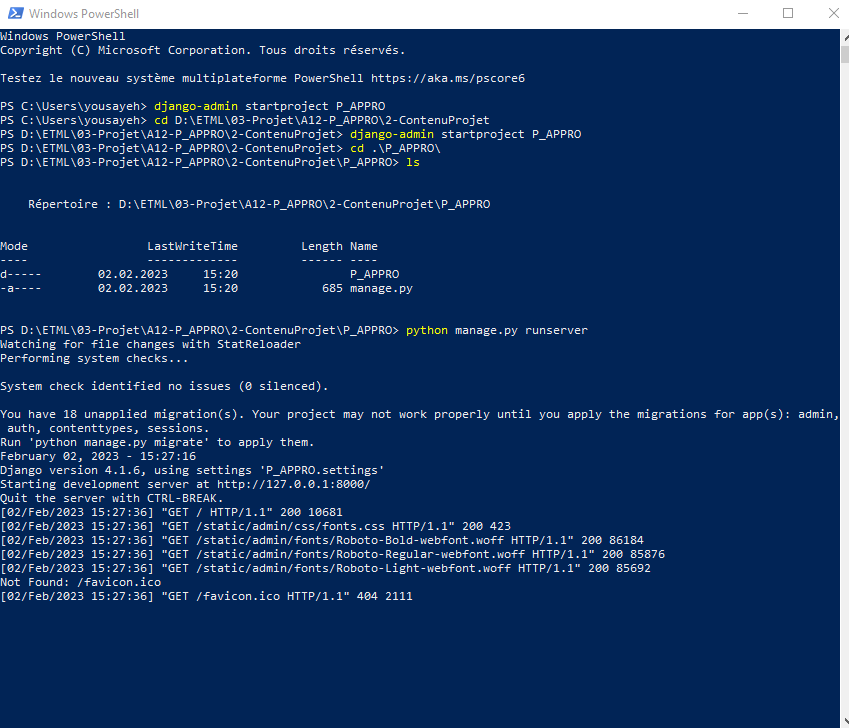 Windows PowerShell
Windows PowerShell
Copyright (C) Microsoft Corporation. Tous droits réservés.
Testez le nouveau système multiplateforme PowerShell https://aka.ms/pscore6
PS C:\Users\yousayeh> django-admin startproject P_APPRO
PS C:\Users\yousayeh> cd D:\ETML\03-Projet\A12-P_APPRO\2-ContenuProjet
PS D:\ETML\03-Projet\A12-P_APPRO\2-ContenuProjet> django-admin startproject P_APPRO
PS D:\ETML\03-Projet\A12-P_APPRO\2-ContenuProjet> cd .\P_APPRO\
PS D:\ETML\03-Projet\A12-P_APPRO\2-ContenuProjet\P_APPRO> ls
Répertoire : D:\ETML\03-Projet\A12-P_APPRO\2-ContenuProjet\P_APPRO
Mode                 LastWriteTime         Length Name
----                 -------------         ------ ----
d-----        02.02.2023     15:20                P_APPRO
-a----        02.02.2023     15:20            685 manage.py
PS D:\ETML\03-Projet\A12-P_APPRO\2-ContenuProjet\P_APPRO> python manage.py runserver
Watching for file changes with StatReloader
Performing system checks...
System check identified no issues (0 silenced).
You have 18 unapplied migration(s). Your project may not work properly until you apply the migrations for app(s): admin,
 auth, contenttypes, sessions.
Run 'python manage.py migrate' to apply them.
February 02, 2023 - 15:27:16
Django version 4.1.6, using settings 'P_APPRO.settings'
Starting development server at http://127.0.0.1:8000/
Quit the server with CTRL-BREAK.
[02/Feb/2023 15:27:36] "GET / HTTP/1.1" 200 10681
[02/Feb/2023 15:27:36] "GET /static/admin/css/fonts.css HTTP/1.1" 200 423
[02/Feb/2023 15:27:36] "GET /static/admin/fonts/Roboto-Bold-webfont.woff HTTP/1.1" 200 86184
[02/Feb/2023 15:27:36] "GET /static/admin/fonts/Roboto-Regular-webfont.woff HTTP/1.1" 200 85876
[02/Feb/2023 15:27:36] "GET /static/admin/fonts/Roboto-Light-webfont.woff HTTP/1.1" 200 85692
Not Found: /favicon.ico
[02/Feb/2023 15:27:36] "GET /favicon.ico HTTP/1.1" 404 2111